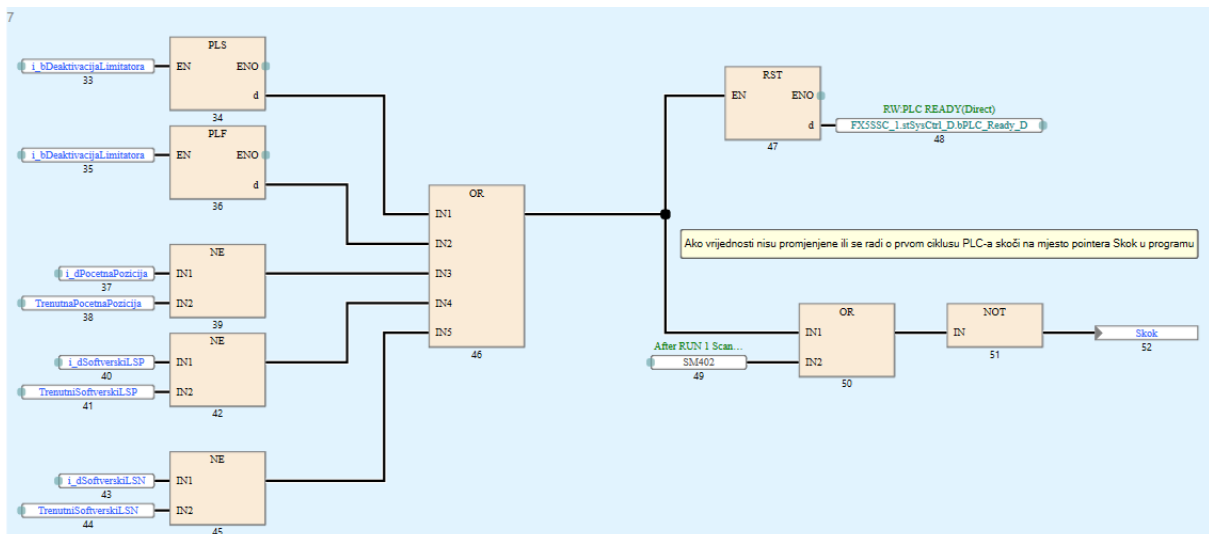 7
PLS
i_bDeaktivacijaLimitatora
EN
ENO
33
d
34
PLF
i_bDeaktivacijaLimitatora
EN
ENO
35
d
36
NE
i_dPocetnaPozicija
IN1
37
TrenutnaPocetnaPozicija
IN2
38
39
NE
i_dSoftverskiLSP
IN1
40
TrenutniSoftverskiLSP
IN2
41
42
NE
i_dSoftverskiLSN
IN1
43
TrenutniSoftverskiLSN
IN2
44
45
OR
IN1
IN2
IN3
IN4
IN5
46
RST
EN
ENO
d
47
RW:PLC READY(Direct)
FX5SSC_1.stSysCtrl_D.bPLC_Ready_D
48
Ako vrijednosti nisu promjenjene ili se radi o prvom ciklusu PLC-a skoči na mjesto pointera Skok u programu
After RUN 1 Scan...
SM402
49
OR
IN1
IN2
50
NOT
IN
51
Skok
52